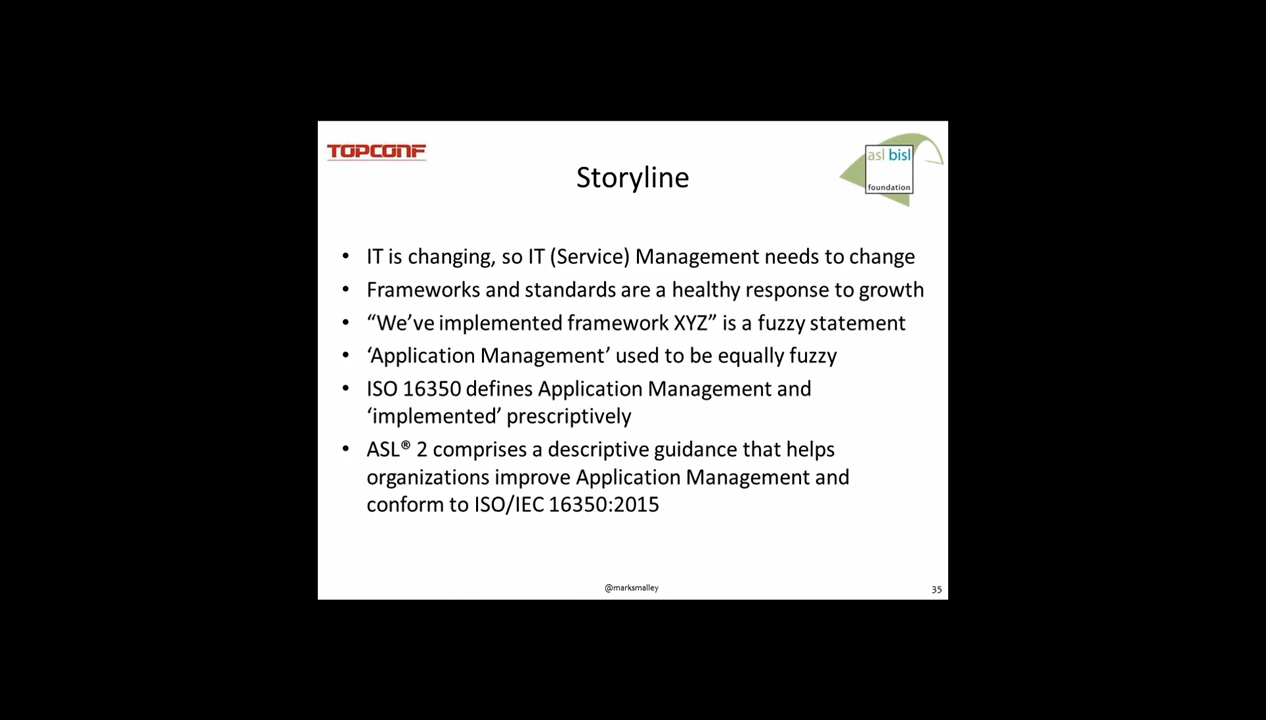 TOPCONF
asl bisl
foundation
Storyline
• IT is changing, so IT (Service) Management needs to change
• Frameworks and standards are a healthy response to growth
• “We’ve implemented framework XYZ” is a fuzzy statement
• ‘Application Management’ used to be equally fuzzy
• ISO 16350 defines Application Management and
‘implemented’ prescriptively
• ASL® 2 comprises a descriptive guidance that helps
organizations improve Application Management and
conform to ISO/IEC 16350:2015
@marksmalley
35